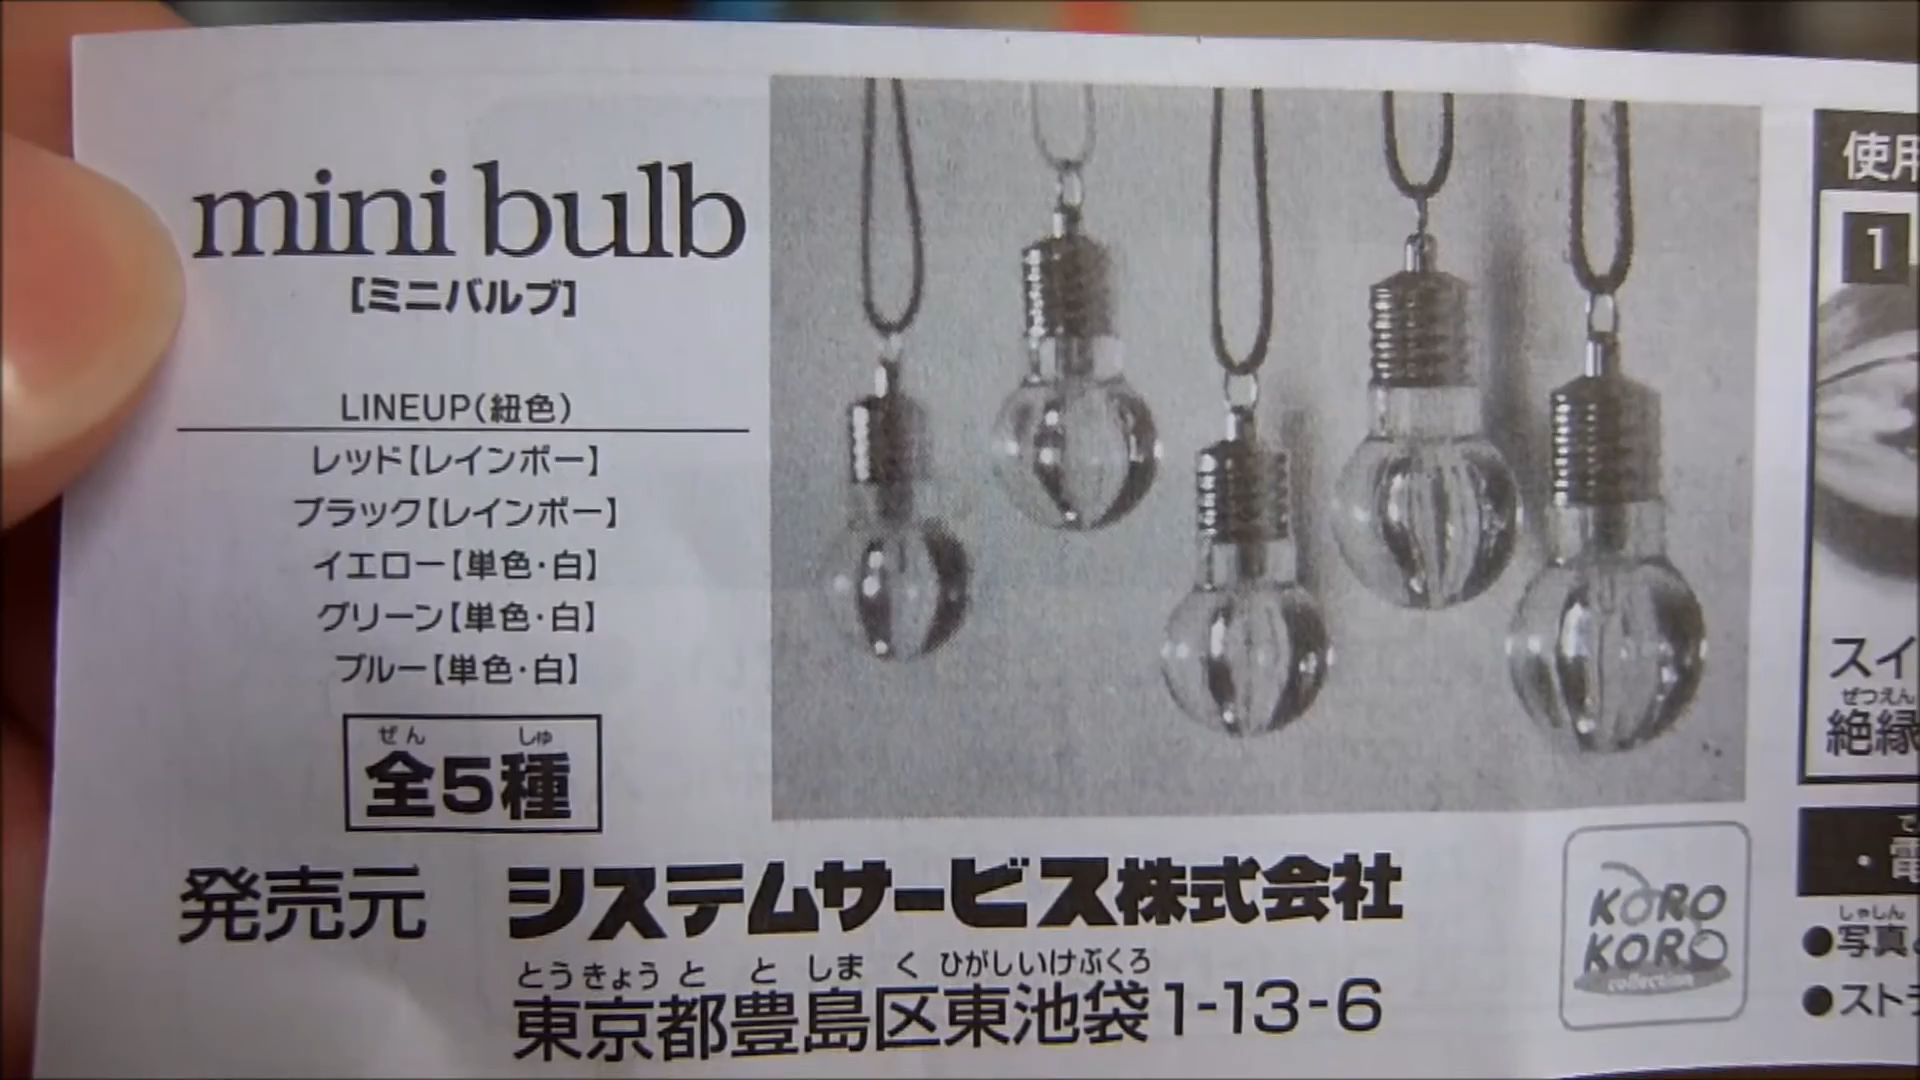 mini bulb
[ミニバルブ]
LINEUP(紐色)
レッド【レインボー】
ブラック【レインボー】
イエロー【単色・白】
グリーン【単色・白】
ブルー【単色・白】
ぜん しゅ
全5種
発売元 システムサービス株式会社
とうきょうと としまく ひがしいけぶくろ
東京都豊島区東池袋1-13-6
KORO
KORO
collection
使用
1
スイ
ぜつえん
絶縁
で
・電
しゃしん
●写真
●スト